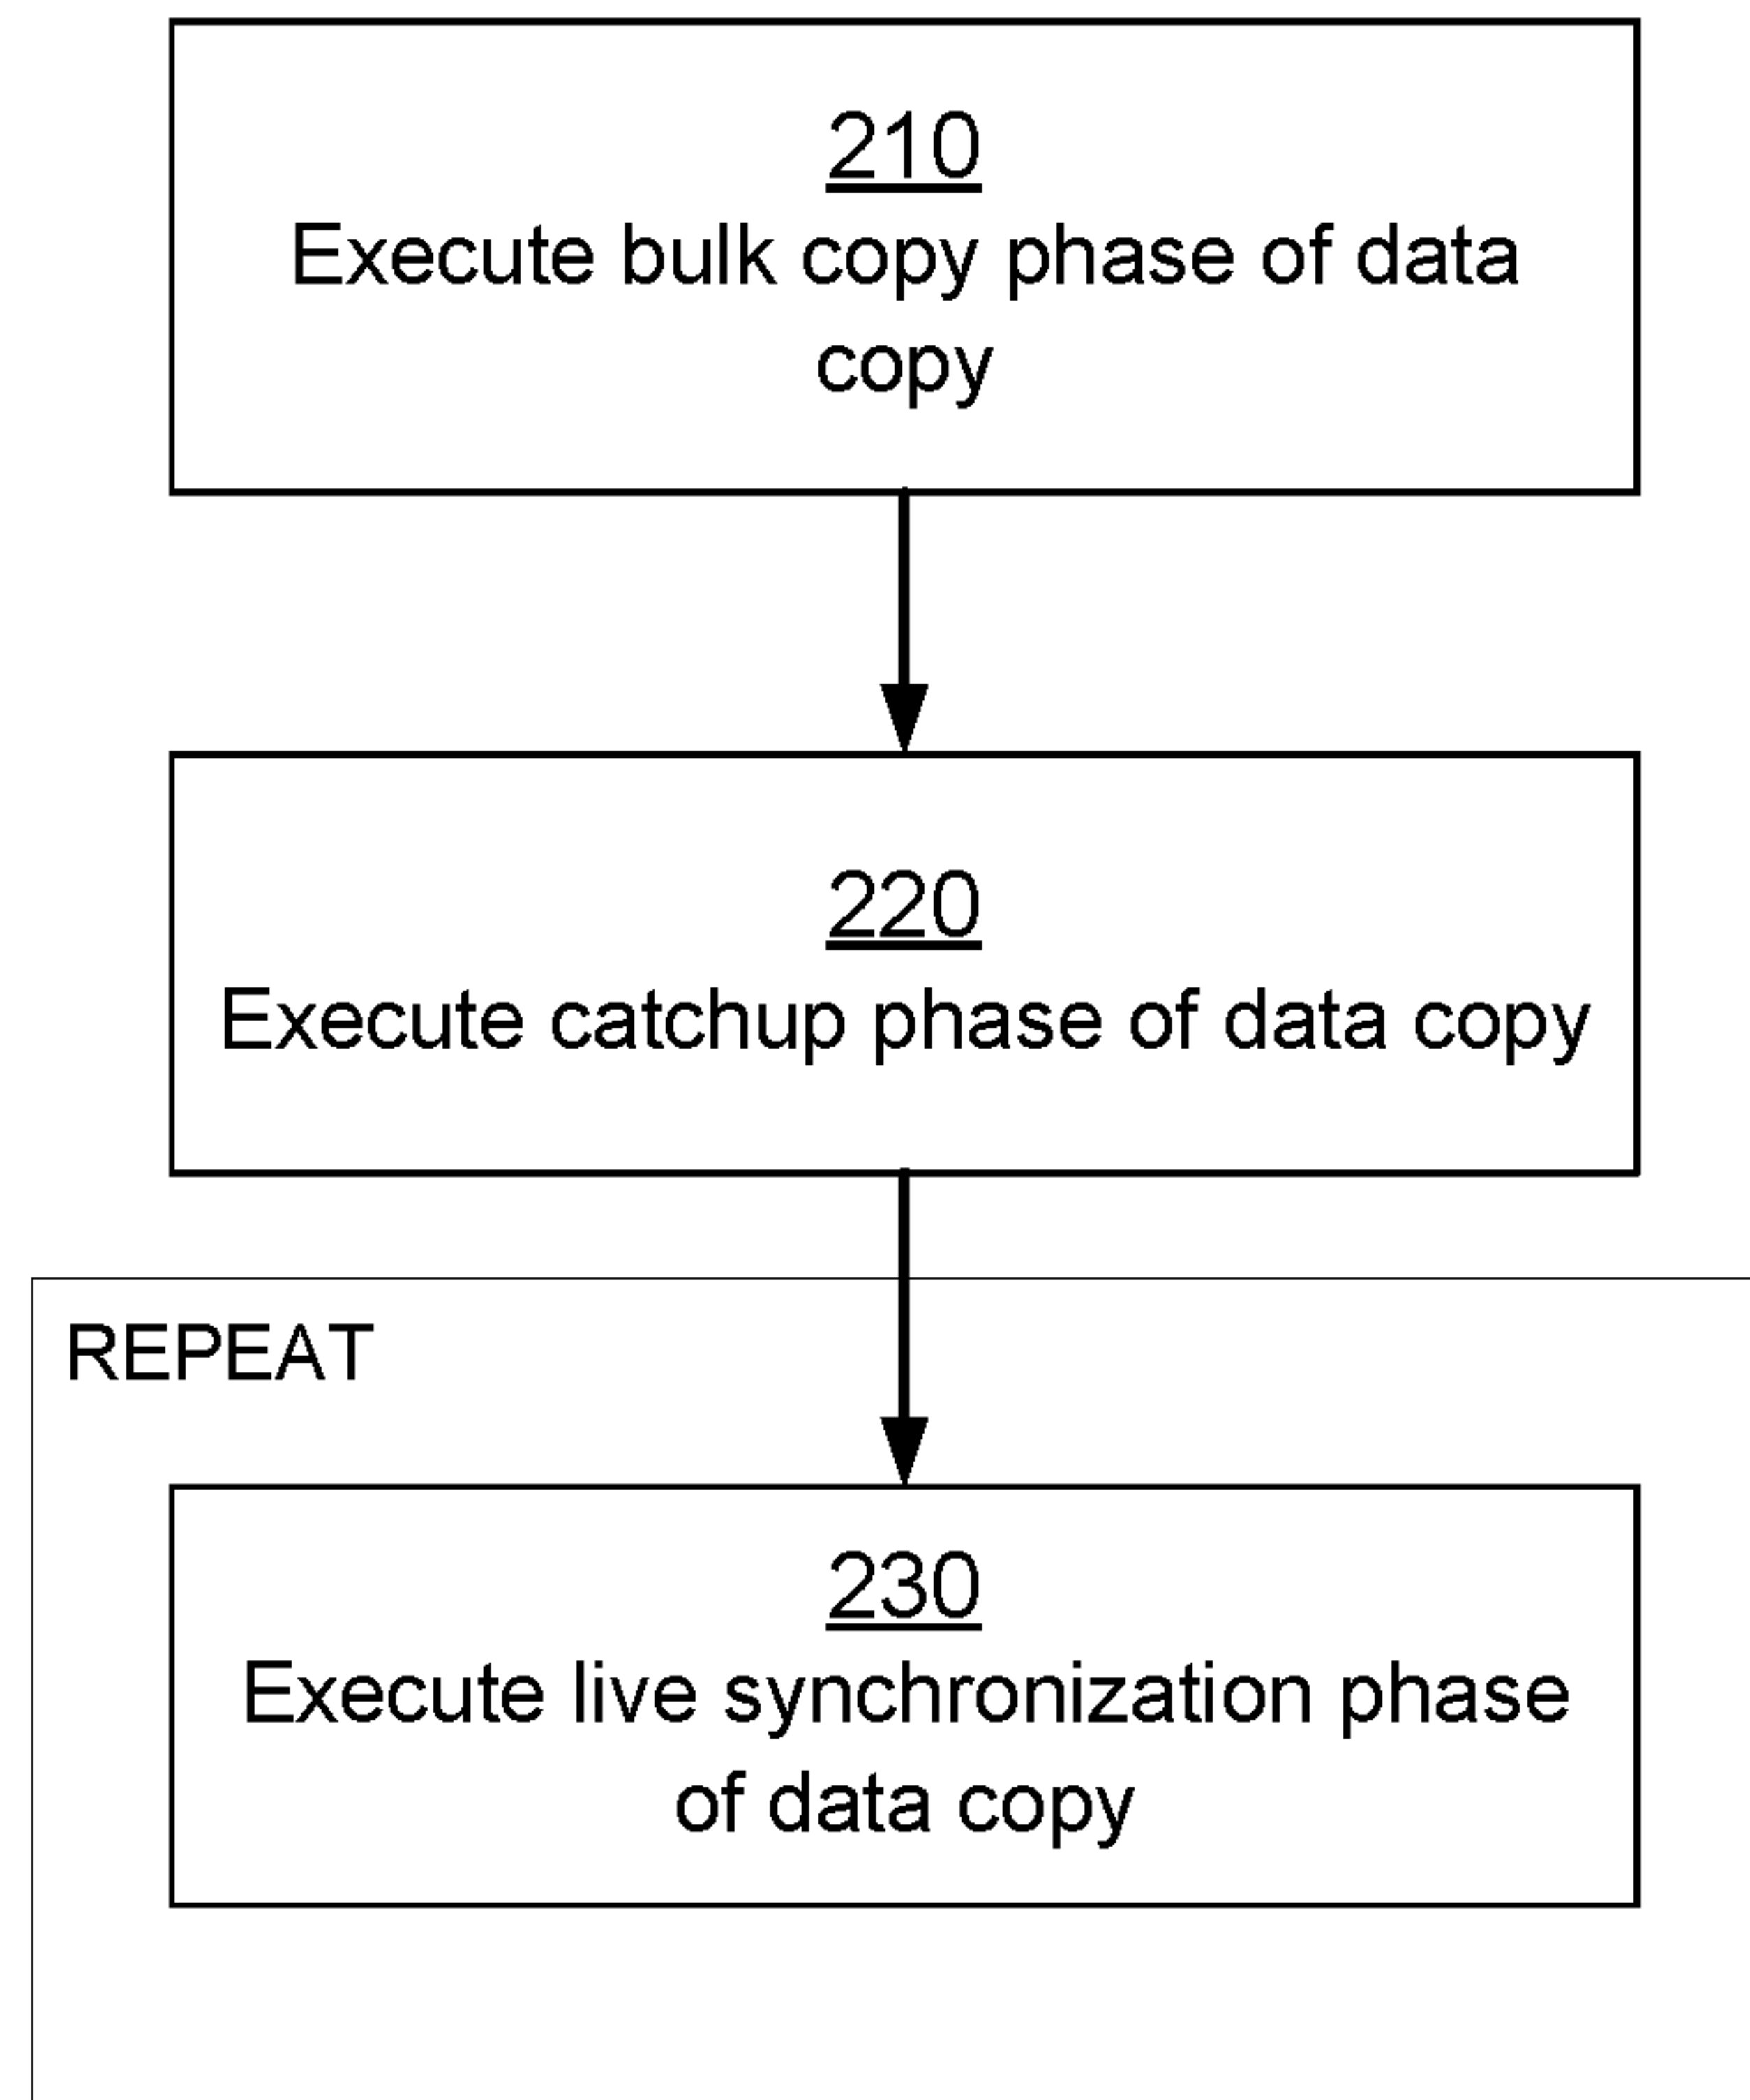 210
Execute bulk copy phase of data
copy
220
Execute catchup phase of data copy
REPEAT
230
Execute live synchronization phase
of data copy